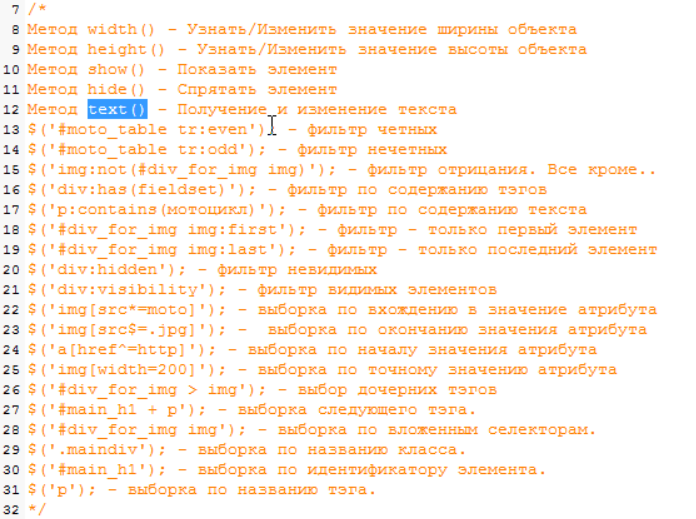 7 /*
8 Метод width() - Узнать/Изменить значение ширины объекта
9 Метод height() - Узнать/Изменить значение высоты объекта
10 Метод show() - Показать элемент
11 Метод hide() - Спрятать элемент
12 Метод text() - Получение и изменение текста
13 $('#moto_table tr:even'); - фильтр четных
14 $('#moto_table tr:odd'); - фильтр нечетных
15 $('img:not(#div_for_img img)'); - фильтр отрицания. Все кроме..
16 $('div:has(fieldset)'); - фильтр по содержанию тэгов
17 $('p:contains(мотоцикл)'); - фильтр по содержанию текста
18 $('#div_for_img img:first'); - фильтр - только первый элемент
19 $('#div_for_img img:last'); - фильтр - только последний элемент
20 $('div:hidden'); - фильтр невидимых
21 $('div:visibility'); - фильтр видимых элементов
22 $('img[src*=moto]'); - выборка по вхождению в значение атрибута
23 $('img[src$=.jpg]'); -  выборка по окончанию значения атрибута
24 $('a[href^=http]'); - выборка по началу значения атрибута
25 $('img[width=200]'); - выборка по точному значению атрибута
26 $('#div_for_img > img'); - выбор дочерних тэгов
27 $('#main_h1 + p'); - выборка следующего тэга.
28 $('#div_for_img img'); - выборка по вложенным селекторам.
29 $('.maindiv'); - выборка по названию класса.
30 $('#main_h1'); - выборка по идентификатору элемента.
31 $('p'); - выборка по названию тэга.
32 */